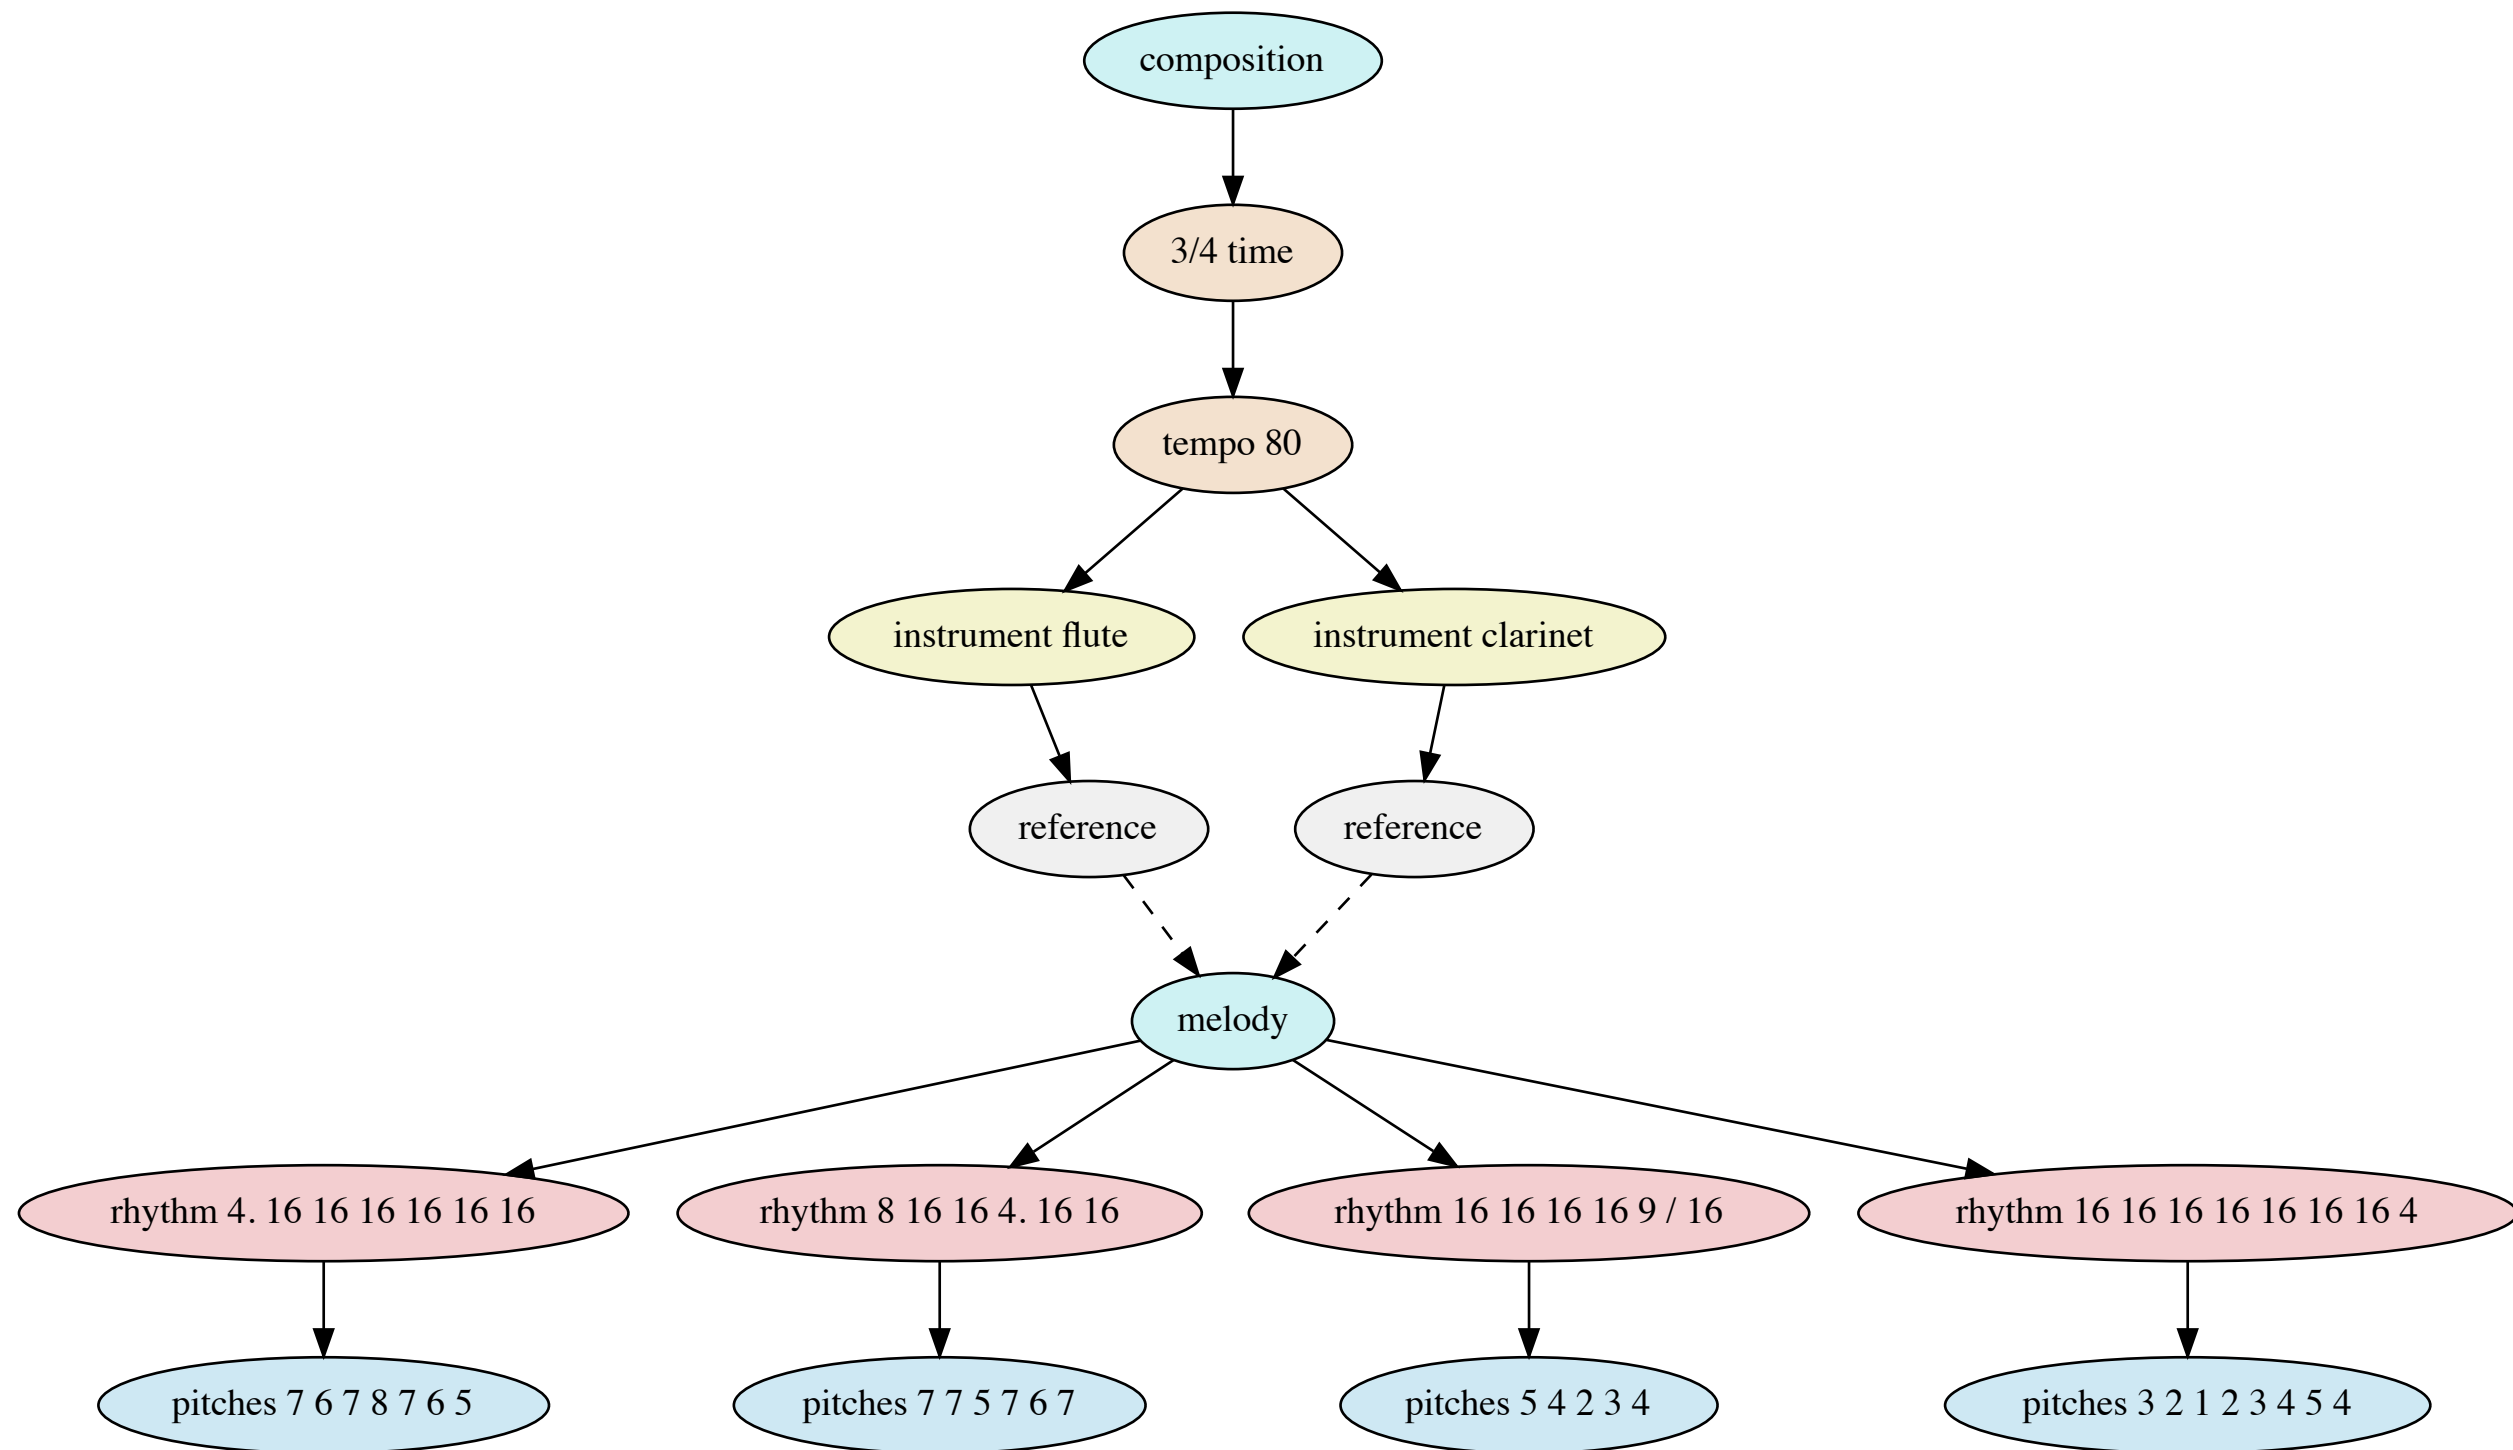 composition
3/4 time
tempo 80
instrument flute
instrument clarinet
reference
reference
melody
rhythm 4. 16 16 16 16 16 16
rhythm 8 16 16 4. 16 16
rhythm 16 16 16 16 9 / 16
rhythm 16 16 16 16 16 16 16 4
pitches 7 6 7 8 7 6 5
pitches 7 7 5 7 6 7
pitches 5 4 2 3 4
pitches 3 2 1 2 3 4 5 4